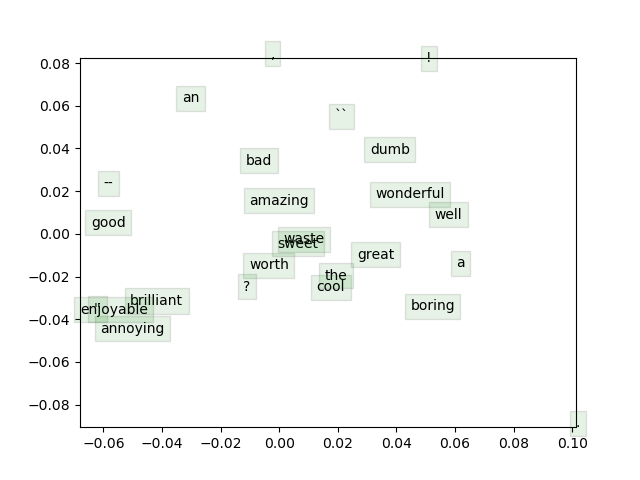 ,
!
0.08
an
``
0.06
bad
dumb
0.04
--
amazing
wonderful
0.02
good
well
waste
sweet
0.00
worth
great
a
the
?
cool
−0.02
brilliant
boring
enjoyable
annoying
−0.04
−0.06
−0.08
.
−0.06 −0.04 −0.02 0.00 0.02 0.04 0.06 0.08 0.10